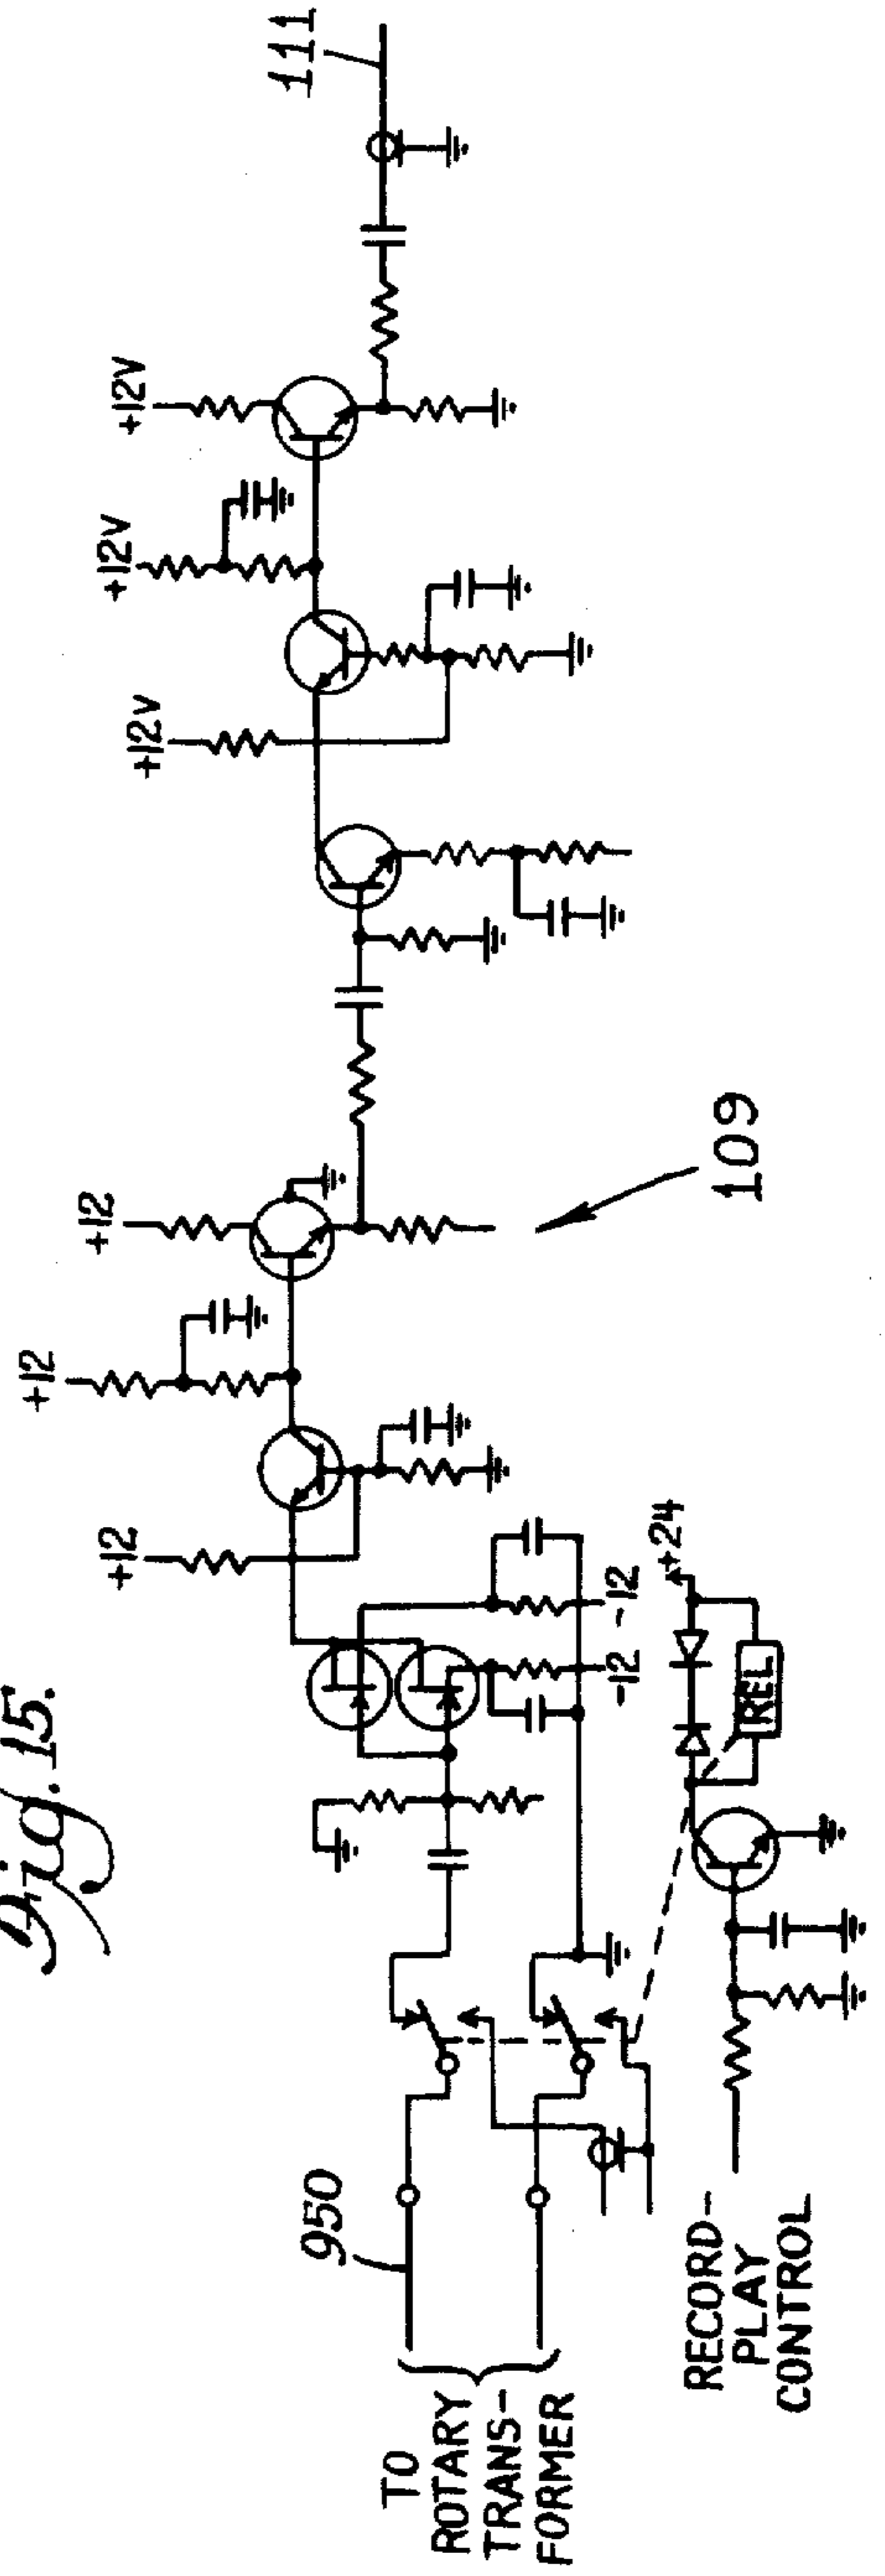 Fig. 15.
+12
+12
+12
+12V
+12V
+12V
111
109
950
TO
ROTARY
TRANS-
FORMER
-12
-12
+24
REL
RECORD-
PLAY
CONTROL